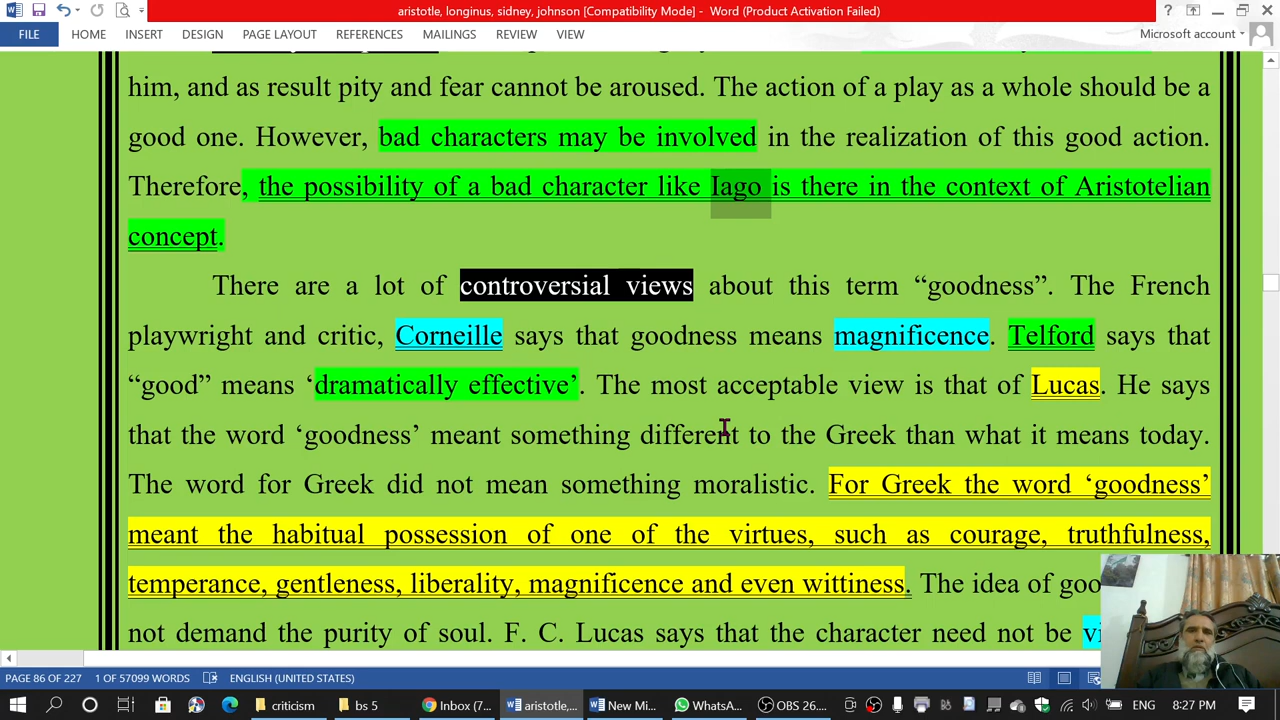 aristotle, longinus, sidney, johnson [Compatibility Mode] - Word (Product Activation Failed)
FILE HOME INSERT DESIGN PAGE LAYOUT REFERENCES MAILINGS REVIEW VIEW Microsoft account
him, and as result pity and fear cannot be aroused. The action of a play as a whole should be a
good one. However, bad characters may be involved in the realization of this good action.
Therefore, the possibility of a bad character like Iago is there in the context of Aristotelian
concept.
There are a lot of controversial views about this term “goodness”. The French
playwright and critic, Corneille says that goodness means magnificence. Telford says that
“good” means ‘dramatically effective’. The most acceptable view is that of Lucas. He says
that the word ‘goodness’ meant something different to the Greek than what it means today.
The word for Greek did not mean something moralistic. For Greek the word ‘goodness’
meant the habitual possession of one of the virtues, such as courage, truthfulness,
temperance, gentleness, liberality, magnificence and even wittiness. The idea of
not demand the purity of soul. F. C. Lucas says that the character need not be
PAGE 86 OF 227 1 OF 57099 WORDS ENGLISH (UNITED STATES)
criticism bs 5 Inbox (7... aristotle,... New Mi... WhatsA... OBS 26.... ENG 8:27 PM